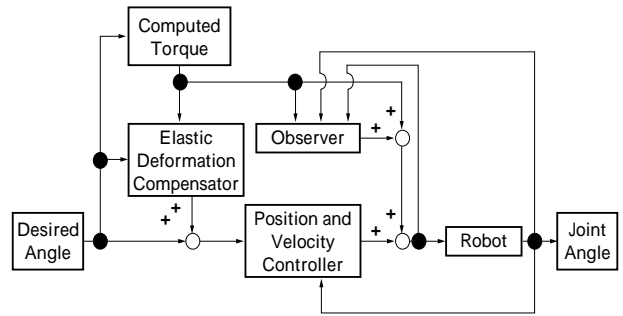 Computed
Torque
+
Observer
+
Elastic
Deformation
Compensator
+
+
+
+
Desired
Angle
Position and
Velocity
Controller
Robot
Joint
Angle